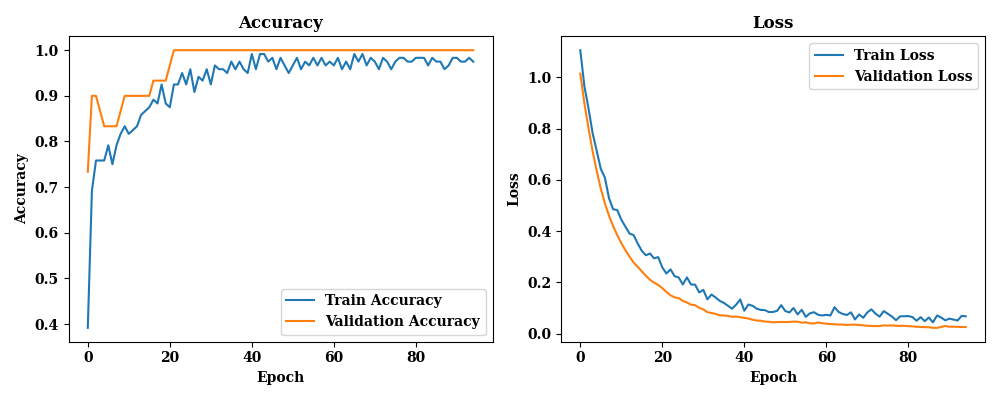 Accuracy
1.0
0.9
0.8
0.7
0.6
0.5
0.4
Accuracy
0 20 40 60 80
Epoch
Train Accuracy
Validation Accuracy
Loss
1.0
0.8
0.6
0.4
0.2
0.0
Loss
0 20 40 60 80
Epoch
Train Loss
Validation Loss